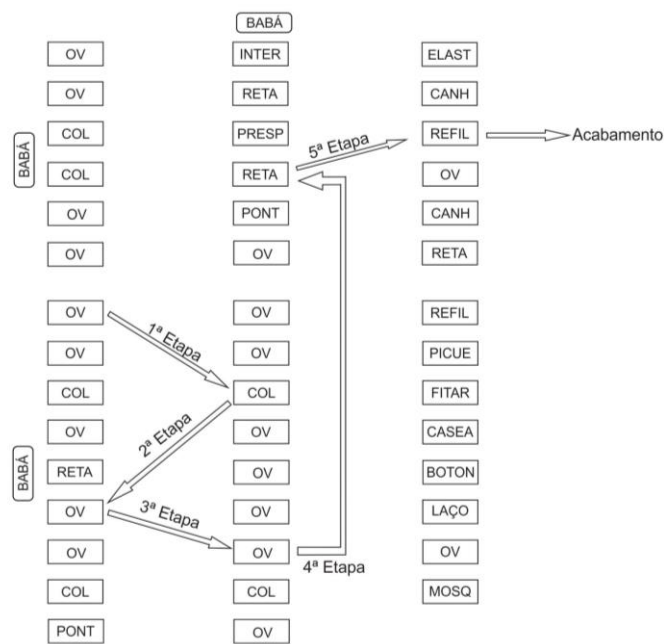 BABÁ
OV INTER ELAST
OV RETA CANH
COL PRESP 5ª Etapa REFIL Acabamento
BABÁ
COL RETA OV
OV PONT CANH
OV OV RETA
OV OV REFIL
1ª Etapa
OV OV PICUE
COL COL FITAR
2ª Etapa
OV OV CASEA
BABÁ
RETA OV BOTON
OV 3ª Etapa OV LAÇO
OV OV 4ª Etapa OV
COL COL MOSQ
PONT OV